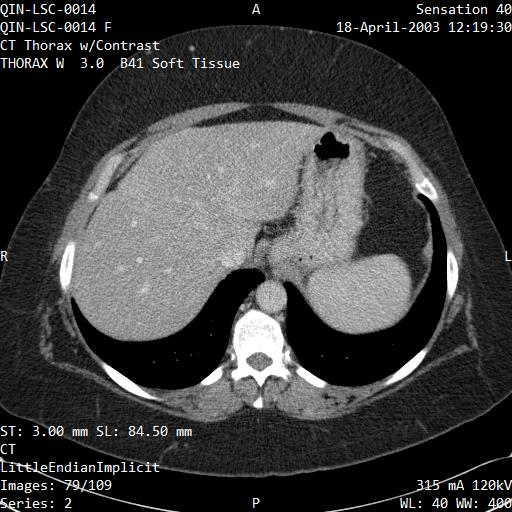 QIN-LSC-0014
A
Sensation 40
QIN-LSC-0014 F
18-April-2003 12:19:30
CT Thorax w/Contrast
THORAX W  3.0  B41 Soft Tissue
R
L
ST: 3.00 mm SL: 84.50 mm
CT
LittleEndianImplicit
Images: 79/109
315 mA 120kV
Series: 2
P
WL: 40 WW: 400